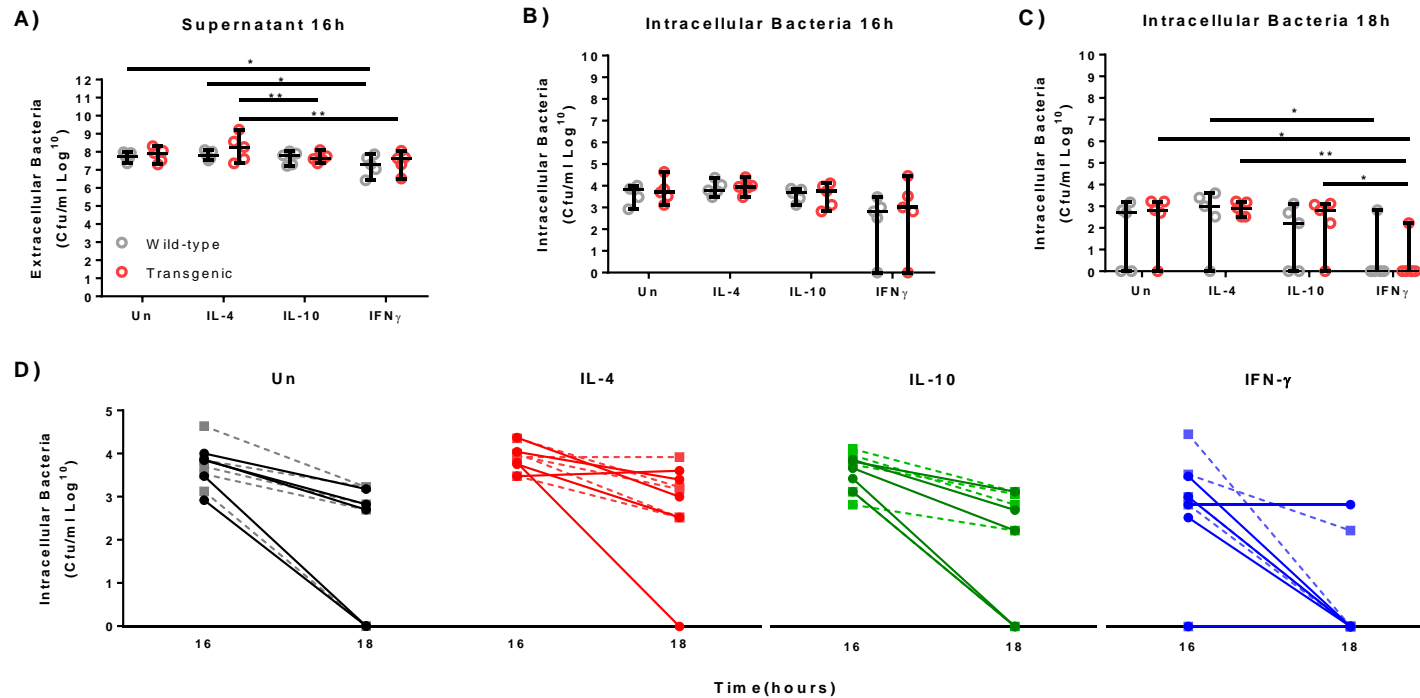 A)
Supernatant 16h
Extracellular Bacteria
(Cfu/ml Log10)
12
11
10
9
8
7
6
5
4
3
2
1
0
*
*
**
**
Wild-type
Transgenic
Un IL-4 IL-10 IFNγ
B)
Intracellular Bacteria 16h
Intracellular Bacteria
(Cfu/ml Log10)
10
9
8
7
6
5
4
3
2
1
0
Un IL-4 IL-10 IFNγ
C)
Intracellular Bacteria 18h
Intracellular Bacteria
(Cfu/ml Log10)
10
9
8
7
6
5
4
3
2
1
0
*
*
**
*
Un IL-4 IL-10 IFNγ
D)
Un IL-4 IL-10 IFN-γ
Intracellular Bacteria
(Cfu/ml Log10)
5
4
3
2
1
0
16 18 16 18 16 18 16 18
Time(hours)